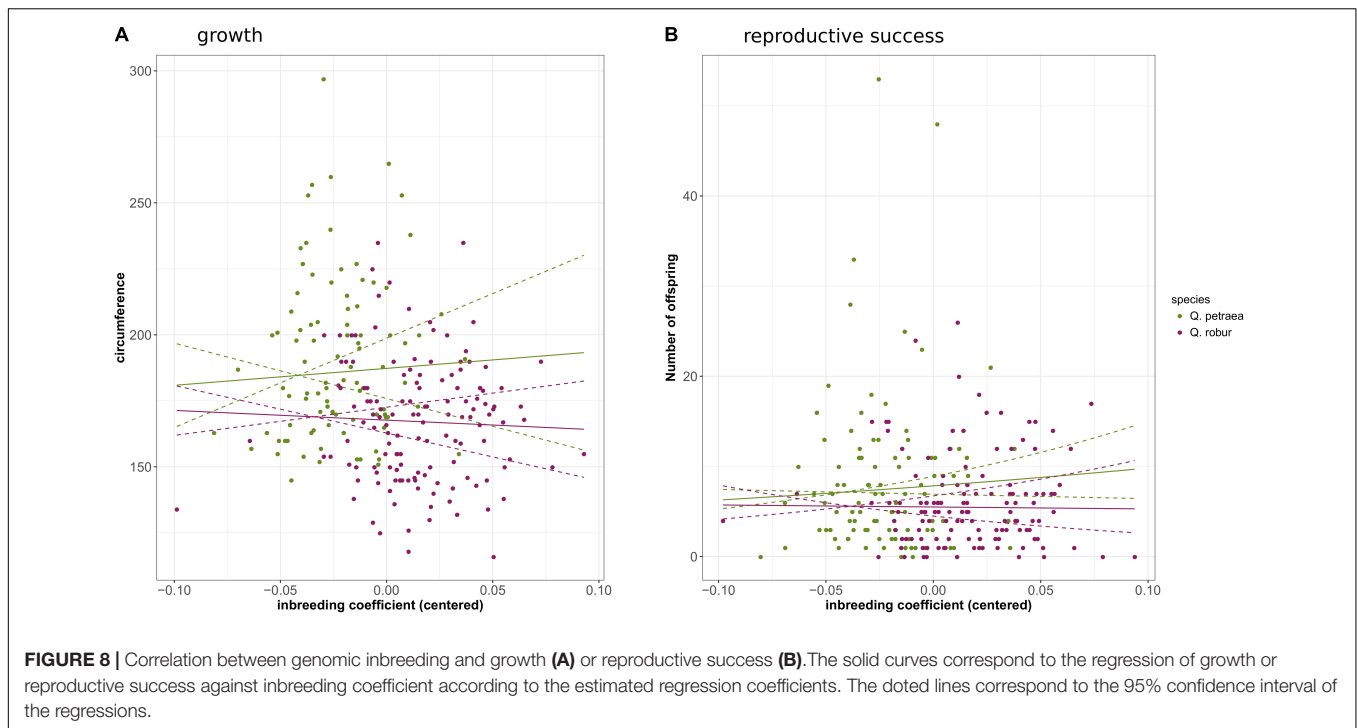 A growth
300
250
200
150
circumference
−0.10 −0.05 0.00 0.05 0.10
inbreeding coefficient (centered)
B reproductive success
40
20
0
Number of offspring
−0.10 −0.05 0.00 0.05 0.10
inbreeding coefficient (centered)
species
Q. petraea
Q. robur
FIGURE 8 | Correlation between genomic inbreeding and growth (A) or reproductive success (B).The solid curves correspond to the regression of growth or
reproductive success against inbreeding coefficient according to the estimated regression coefficients. The doted lines correspond to the 95% confidence interval of
the regressions.